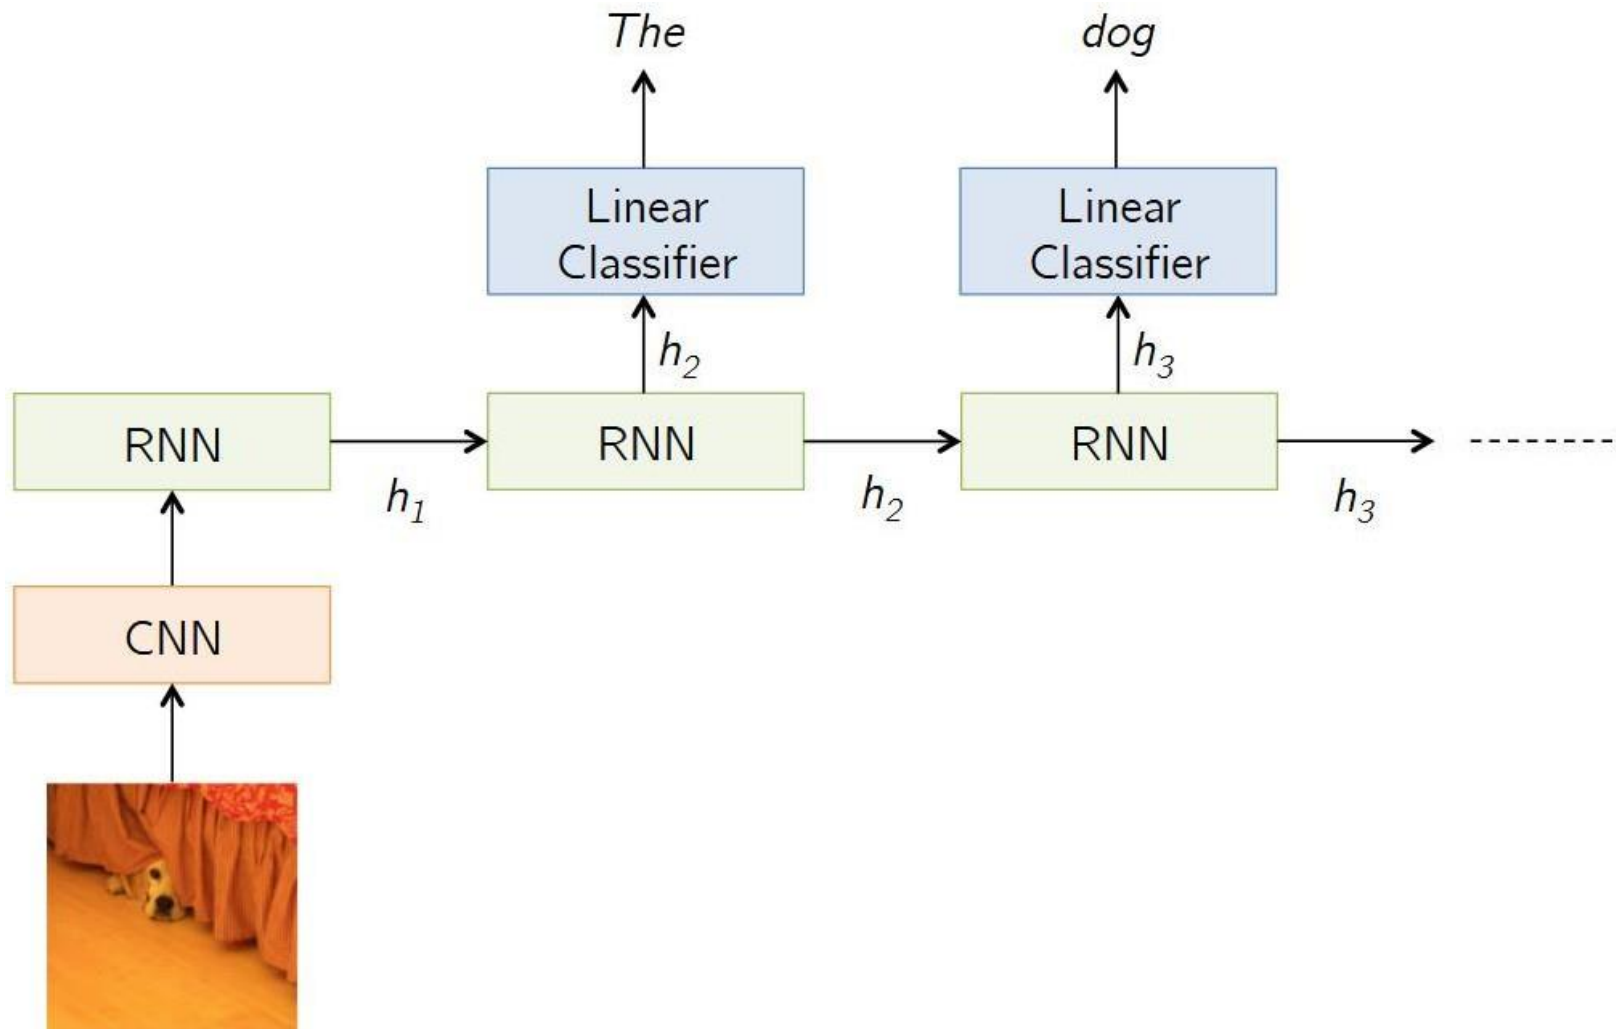 The
dog
Linear
Classifier
Linear
Classifier
h2
h3
RNN
RNN
RNN
h1
h2
h3
CNN